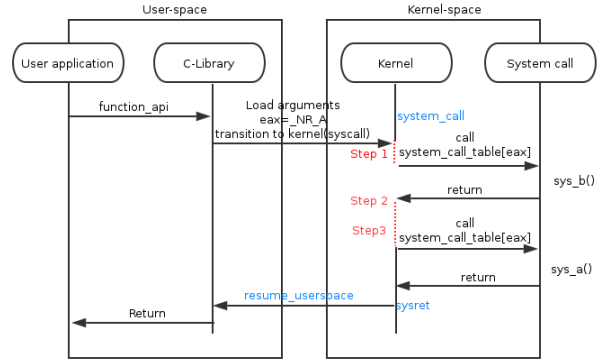 User-space
Kernel-space
User application
C-Library
Kernel
System call
function_api
Load arguments
eax=_NR_A
transition to kernel(syscall)
system_call
Step 1
call
system_call_table[eax]
sys_b()
return
Step 2
Step3
call
system_call_table[eax]
sys_a()
return
resume_userspace
sysret
Return